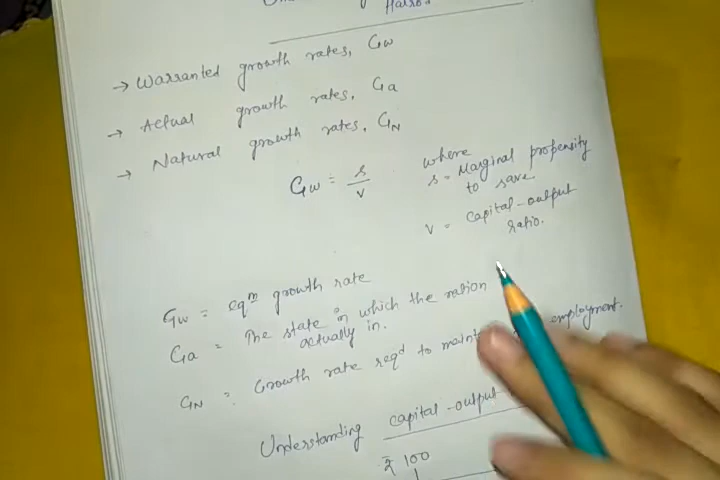 Harrod
→ Warranted growth rates, Gw
→ Actual growth rates, Ga
→ Natural growth rates, GN
Gw = s/v where
s = Marginal propensity
to save
v = capital-output
ratio.
Gw = eqm growth rate
Ga = The state in which the nation
actually in.
GN = Growth rate reqd to maint employment.
Understanding capital-output
₹ 100